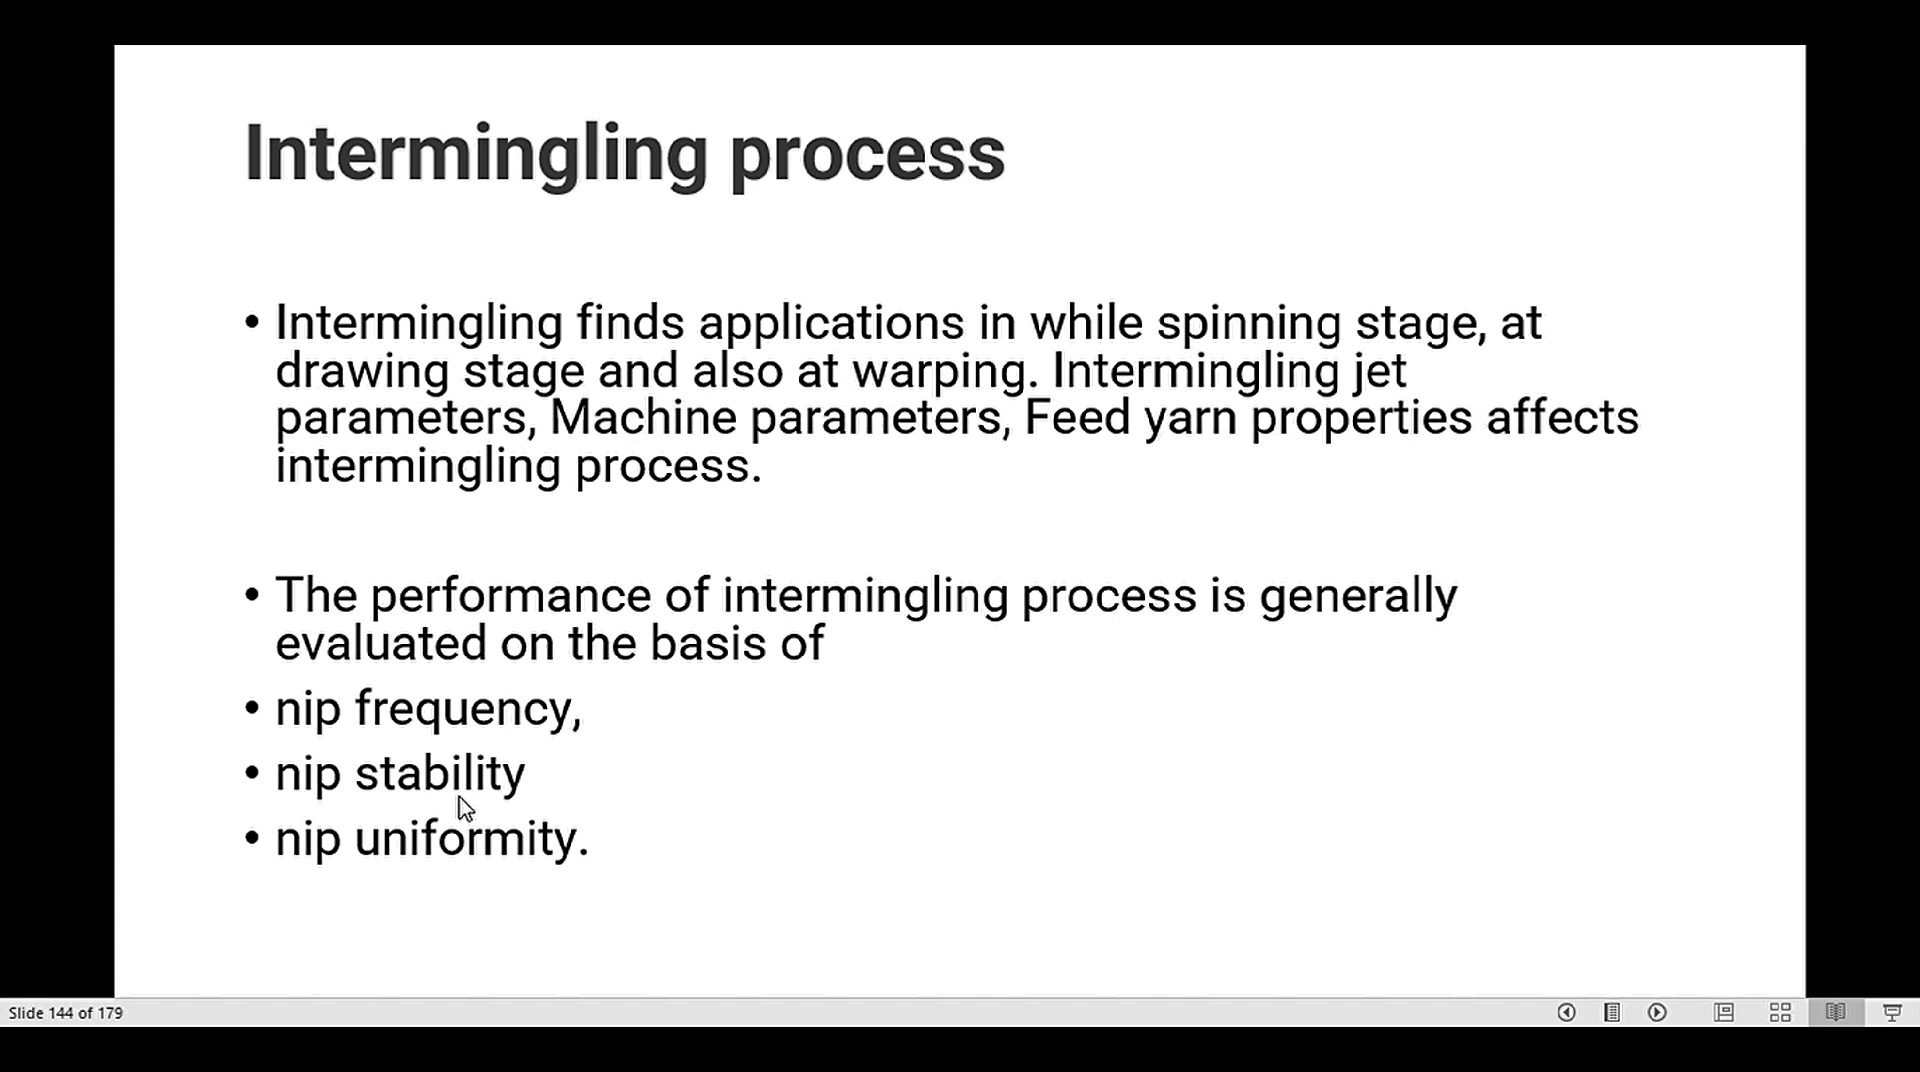 Intermingling process
• Intermingling finds applications in while spinning stage, at
drawing stage and also at warping. Intermingling jet
parameters, Machine parameters, Feed yarn properties affects
intermingling process.
• The performance of intermingling process is generally
evaluated on the basis of
• nip frequency,
• nip stability
• nip uniformity.
Slide 144 of 179